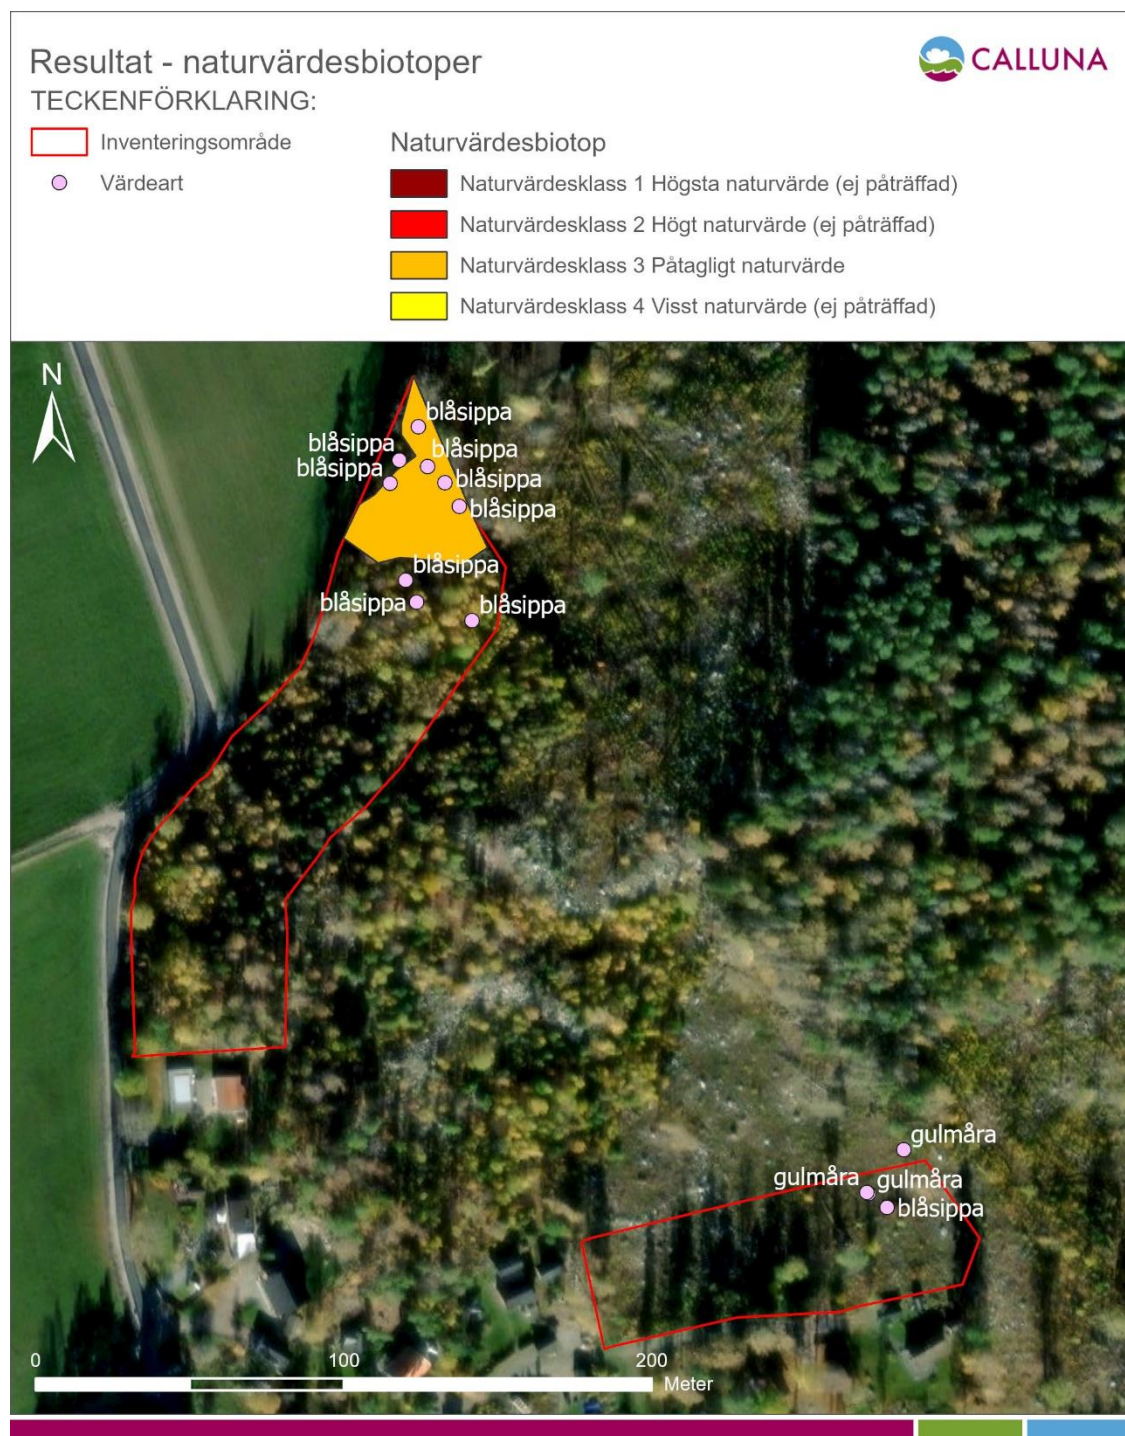 Resultat - naturvärdesbiotoper
CALLUNA
TECKENFÖRKLARING:
Inventeringsområde
Värdeart
Naturvärdesbiotop
Naturvärdesklass 1 Högsta naturvärde (ej påträffad)
Naturvärdesklass 2 Högt naturvärde (ej påträffad)
Naturvärdesklass 3 Påtagligt naturvärde
Naturvärdesklass 4 Visst naturvärde (ej påträffad)
N
blåsippa
blåsippa
blåsippa
blåsippa
blåsippa
blåsippa
blåsippa
blåsippa
blåsippa
gulmåra
gulmåra
gulmåra
blåsippa
0 100 200
Meter